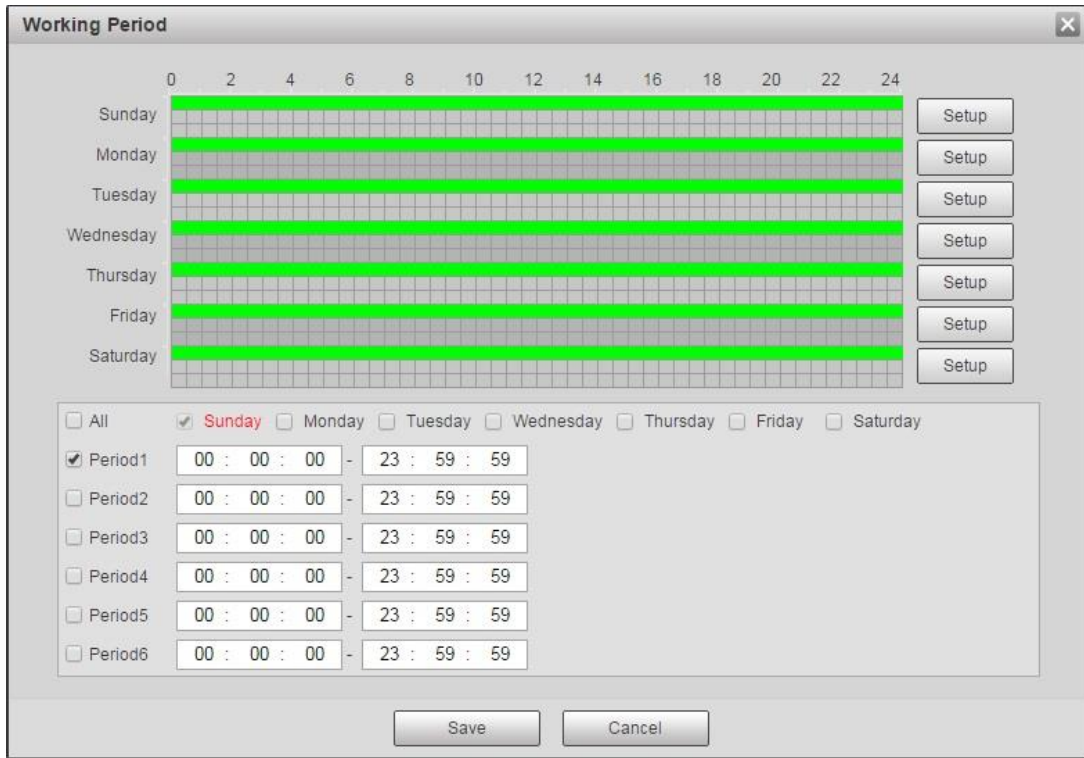 Working Period
0 2 4 6 8 10 12 14 16 18 20 22 24
Sunday Setup
Monday Setup
Tuesday Setup
Wednesday Setup
Thursday Setup
Friday Setup
Saturday Setup
All Sunday Monday Tuesday Wednesday Thursday Friday Saturday
Period1 00 : 00 : 00 - 23 : 59 : 59
Period2 00 : 00 : 00 - 23 : 59 : 59
Period3 00 : 00 : 00 - 23 : 59 : 59
Period4 00 : 00 : 00 - 23 : 59 : 59
Period5 00 : 00 : 00 - 23 : 59 : 59
Period6 00 : 00 : 00 - 23 : 59 : 59
Save Cancel